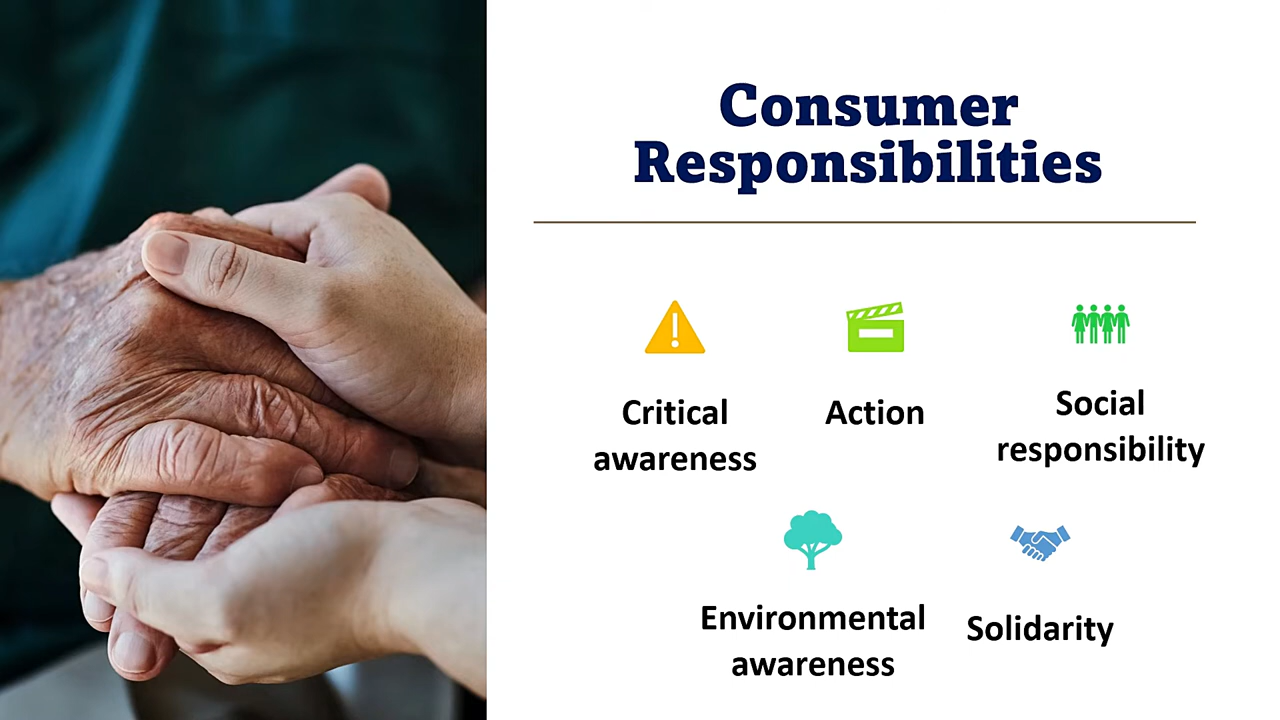 Consumer
Responsibilities
Critical
awareness
Action
Social
responsibility
Environmental
awareness
Solidarity